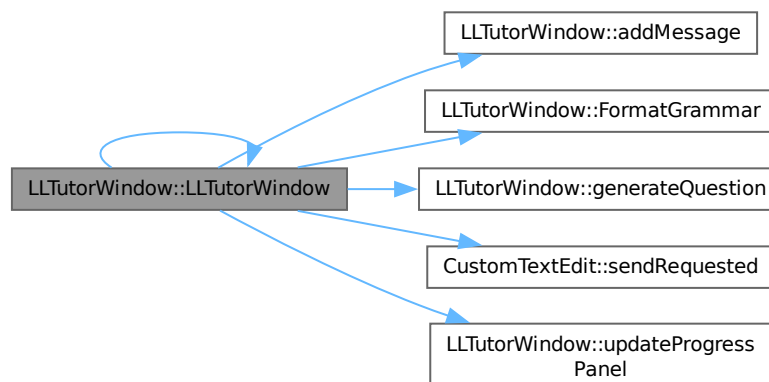 LLTutorWindow::addMessage
LLTutorWindow::FormatGrammar
LLTutorWindow::LLTutorWindow
LLTutorWindow::generateQuestion
CustomTextEdit::sendRequested
LLTutorWindow::updateProgress
Panel